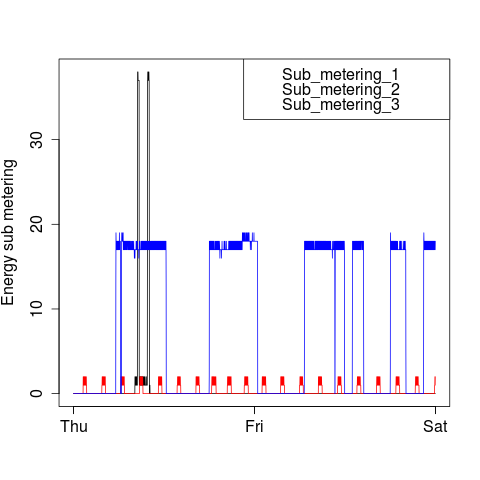 Sub_metering_1
Sub_metering_2
Sub_metering_3
Energy sub metering
30
20
10
0
Thu Fri Sat